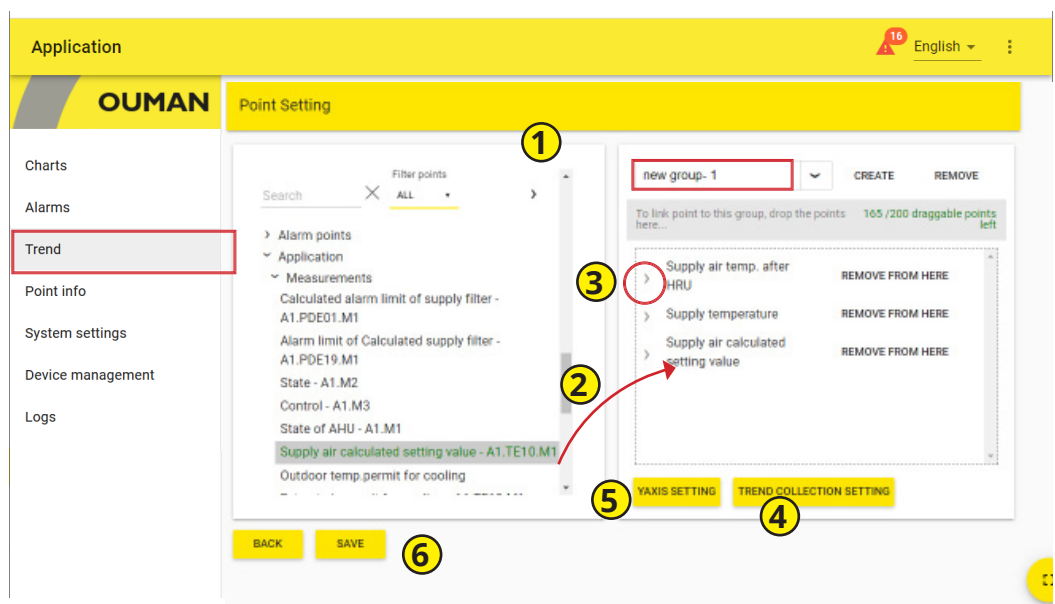 Application
16
English
OUMAN
Point Setting
Charts
Alarms
Trend
Point info
System settings
Device management
Logs
1
Filter points
Search
ALL
Alarm points
Application
Measurements
Calculated alarm limit of supply filter -
A1.PDE01.M1
Alarm limit of Calculated supply filter -
A1.PDE19.M1
State - A1.M2
Control - A1.M3
State of AHU - A1.M1
Supply air calculated setting value - A1.TE10.M1
Outdoor temp.permit for cooling
2
new group- 1
CREATE
REMOVE
To link point to this group, drop the points
here...
165 /200 draggable points
left
3
Supply air temp. after
HRU
REMOVE FROM HERE
Supply temperature
REMOVE FROM HERE
Supply air calculated
setting value
REMOVE FROM HERE
5
YAXIS SETTING
TREND COLLECTION SETTING
4
BACK
SAVE
6